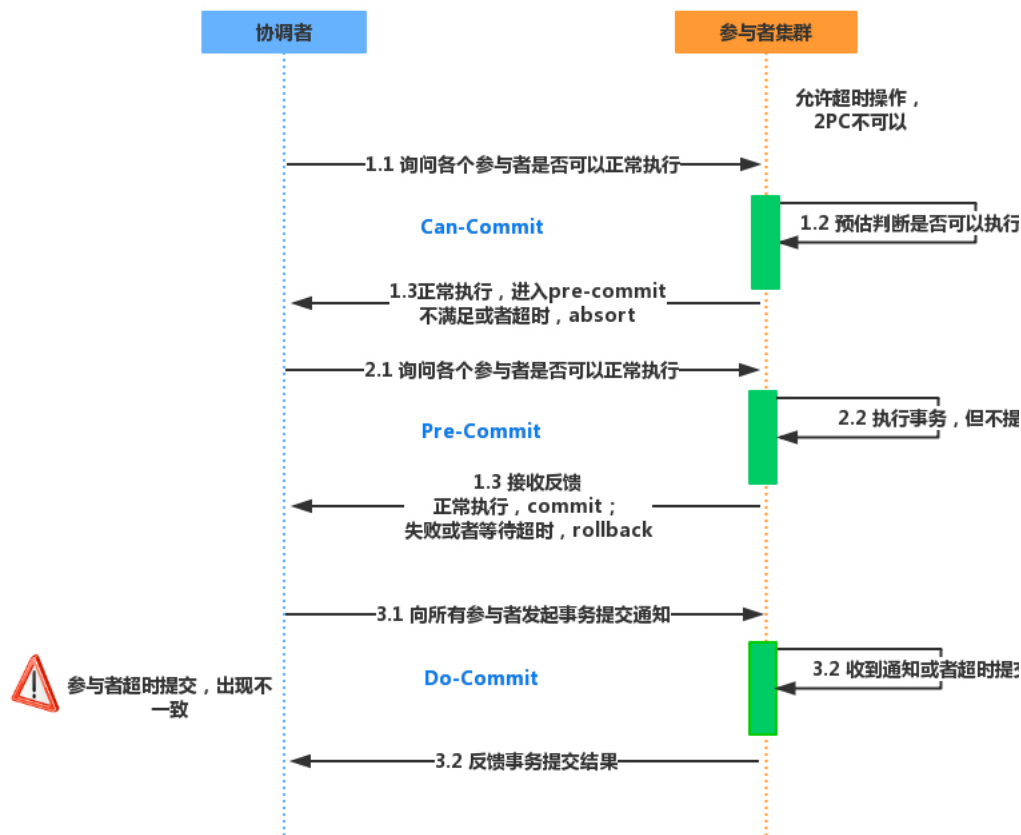 协调者
参与者集群
允许超时操作，
2PC不可以
1.1 询问各个参与者是否可以正常执行
Can-Commit
1.2 预估判断是否可以执行
1.3正常执行，进入pre-commit
不满足或者超时，absort
2.1 询问各个参与者是否可以正常执行
Pre-Commit
2.2 执行事务，但不提
1.3 接收反馈
正常执行，commit；
失败或者等待超时，rollback
3.1 向所有参与者发起事务提交通知
Do-Commit
3.2 收到通知或者超时提交
参与者超时提交，出现不
一致
3.2 反馈事务提交结果